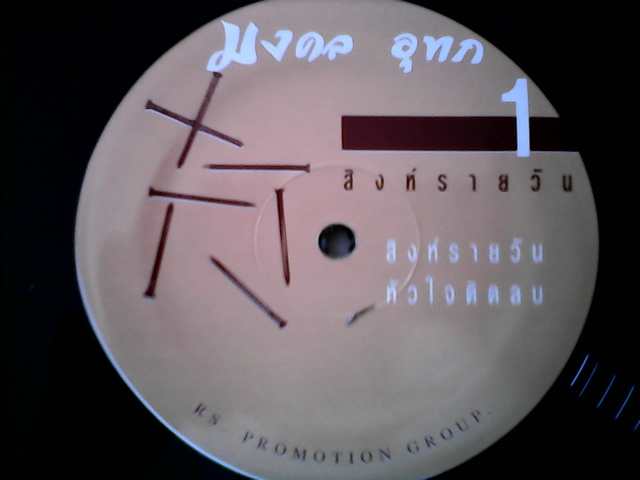 มงคล อุทก
1
สิงห์รายวัน
สิงห์รายวัน
หัวใจติดลบ
RS. PROMOTION GROUP.